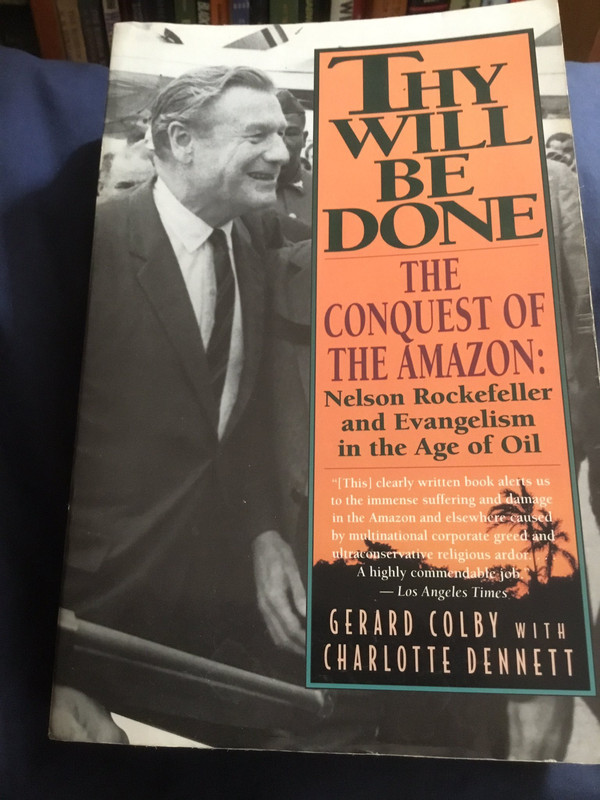 THY
WILL
BE
DONE
THE
CONQUEST OF
THE AMAZON:
Nelson Rockefeller
and Evangelism
in the Age of Oil
“[This] clearly written book alerts us
to the immense suffering and damage
in the Amazon and elsewhere caused
by multinational corporate greed and
ultraconservative religious ardor.
A highly commendable job.”
— Los Angeles Times
GERARD COLBY WITH
CHARLOTTE DENNETT